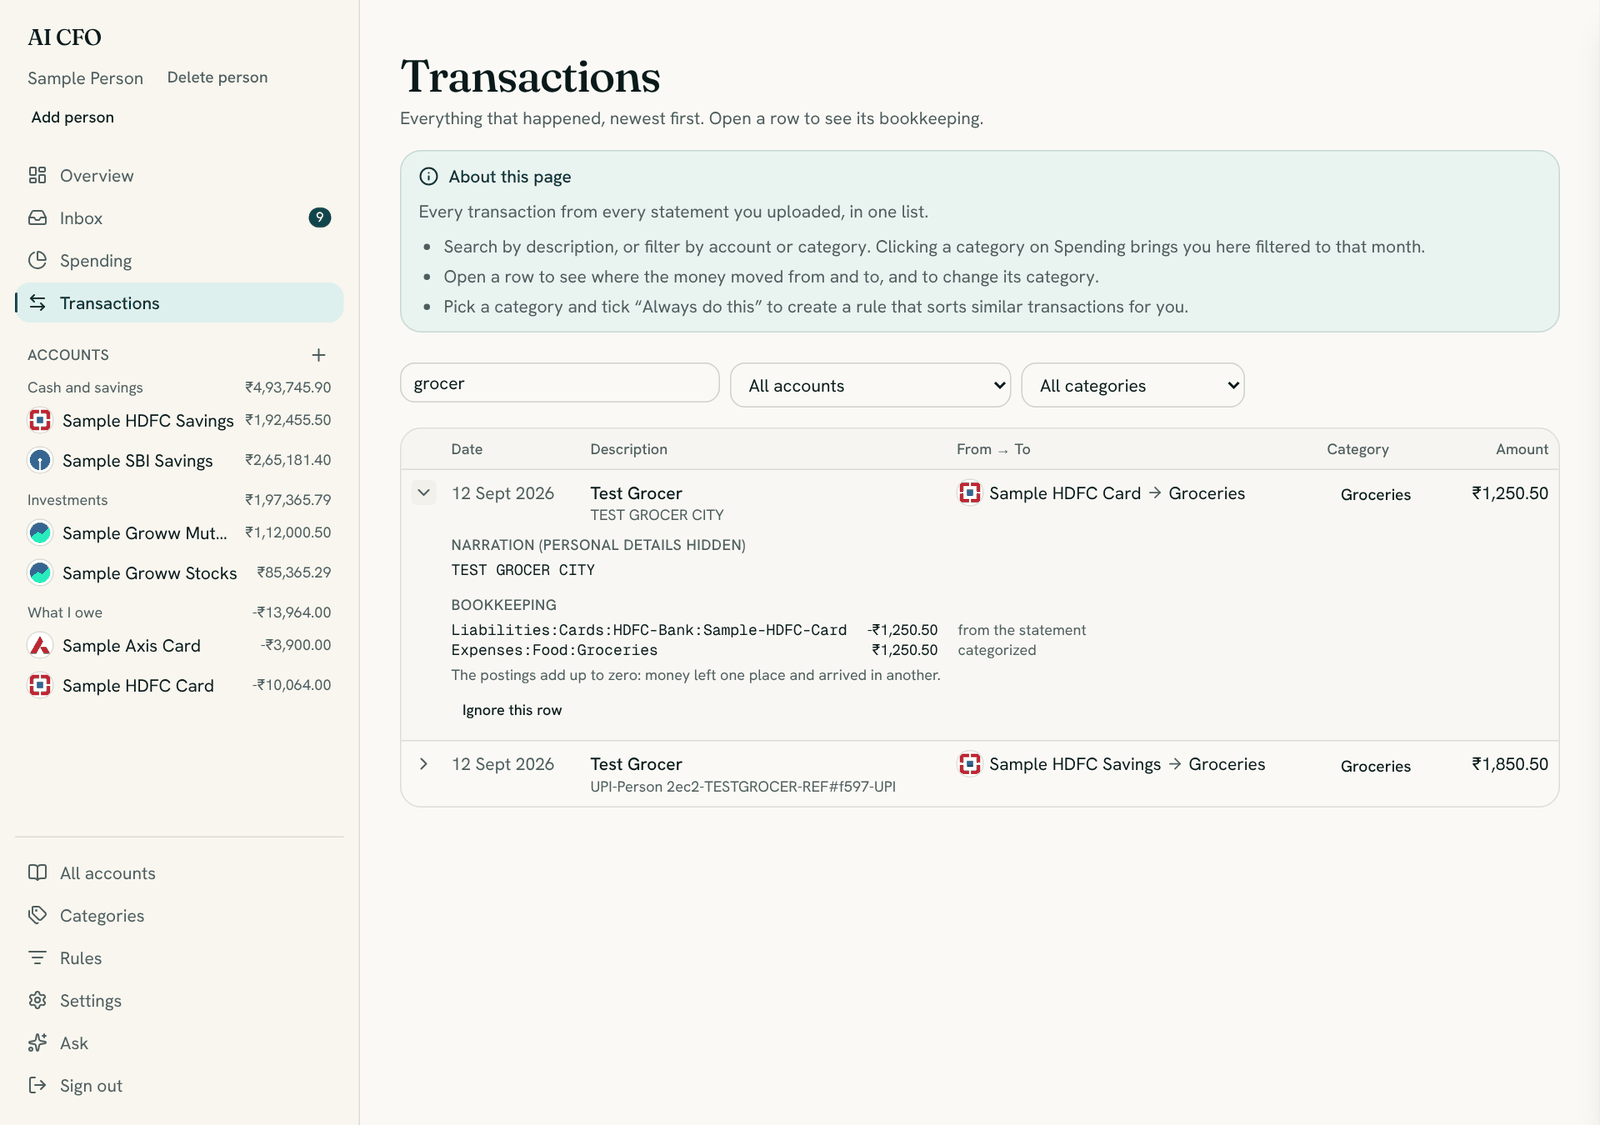 AI CFO
Sample Person Delete person
Add person
Overview
Inbox 9
Spending
Transactions
ACCOUNTS
Cash and savings ₹4,93,745.90
Sample HDFC Savings ₹1,92,455.50
Sample SBI Savings ₹2,65,181.40
Investments ₹1,97,365.79
Sample Groww Mut... ₹1,12,000.50
Sample Groww Stocks ₹85,365.29
What I owe -₹13,964.00
Sample Axis Card -₹3,900.00
Sample HDFC Card -₹10,064.00
All accounts
Categories
Rules
Settings
Ask
Sign out
Transactions
Everything that happened, newest first. Open a row to see its bookkeeping.
About this page
Every transaction from every statement you uploaded, in one list.
• Search by description, or filter by account or category. Clicking a category on Spending brings you here filtered to that month.
• Open a row to see where the money moved from and to, and to change its category.
• Pick a category and tick “Always do this” to create a rule that sorts similar transactions for you.
grocer All accounts All categories
Date Description From → To Category Amount
12 Sept 2026 Test Grocer Sample HDFC Card → Groceries Groceries ₹1,250.50
TEST GROCER CITY
NARRATION (PERSONAL DETAILS HIDDEN)
TEST GROCER CITY
BOOKKEEPING
Liabilities:Cards:HDFC-Bank:Sample-HDFC-Card -₹1,250.50 from the statement
Expenses:Food:Groceries ₹1,250.50 categorized
The postings add up to zero: money left one place and arrived in another.
Ignore this row
12 Sept 2026 Test Grocer Sample HDFC Savings → Groceries Groceries ₹1,850.50
UPI-Person 2ec2-TESTGROCER-REF#f597-UPI